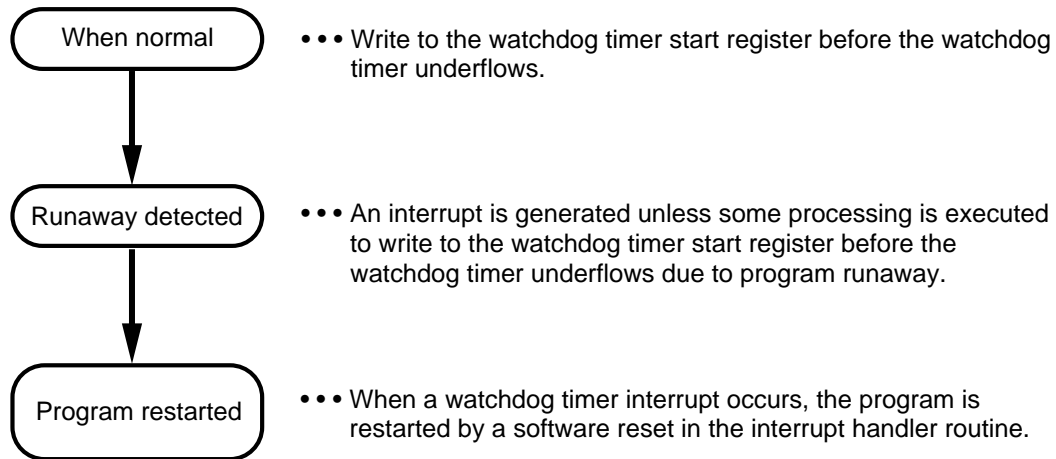 When normal
••• Write to the watchdog timer start register before the watchdog
timer underflows.
Runaway detected
••• An interrupt is generated unless some processing is executed
to write to the watchdog timer start register before the
watchdog timer underflows due to program runaway.
Program restarted
••• When a watchdog timer interrupt occurs, the program is
restarted by a software reset in the interrupt handler routine.